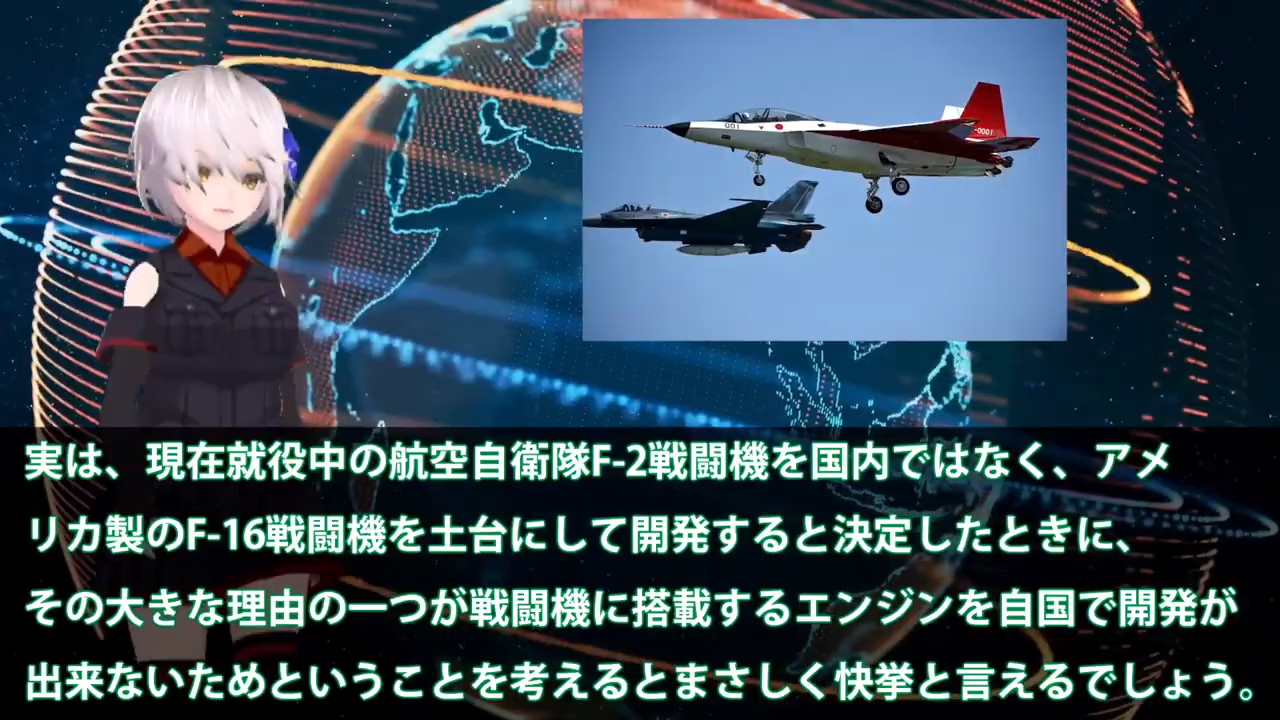 001
-0001
実は、現在就役中の航空自衛隊F-2戦闘機を国内ではなく、アメ
リカ製のF-16戦闘機を土台にして開発すると決定したときに、
その大きな理由の一つが戦闘機に搭載するエンジンを自国で開発が
出来ないためということを考えるとまさしく快挙と言えるでしょう。